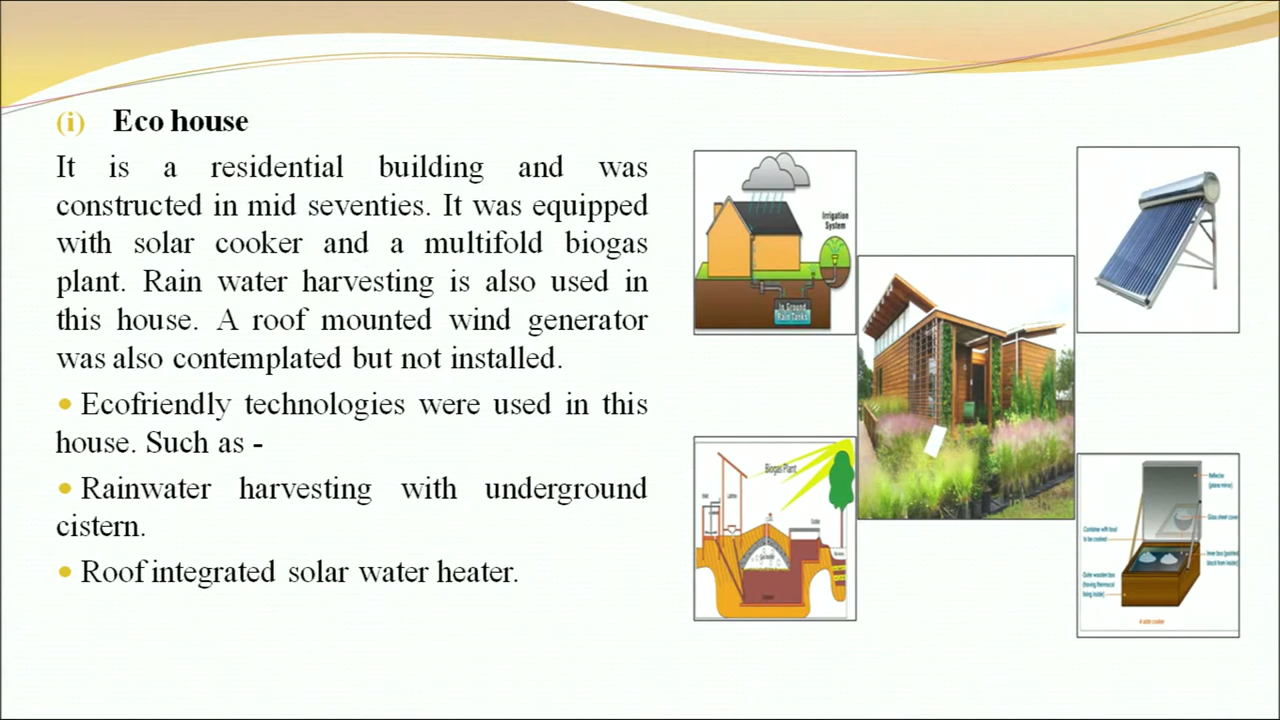 (i) Eco house
It is a residential building and was
constructed in mid seventies. It was equipped
with solar cooker and a multifold biogas
plant. Rain water harvesting is also used in
this house. A roof mounted wind generator
was also contemplated but not installed.
• Ecofriendly technologies were used in this
house. Such as -
• Rainwater harvesting with underground
cistern.
• Roof integrated solar water heater.
Irrigation
System
In Ground
Rain Tanks
Biogas Plant
Reflector
(plane mirror)
Glass sheet cover
Container with food
to be cooked
Inner box (painted
black from inside)
Outer wooden box
A solar cooker